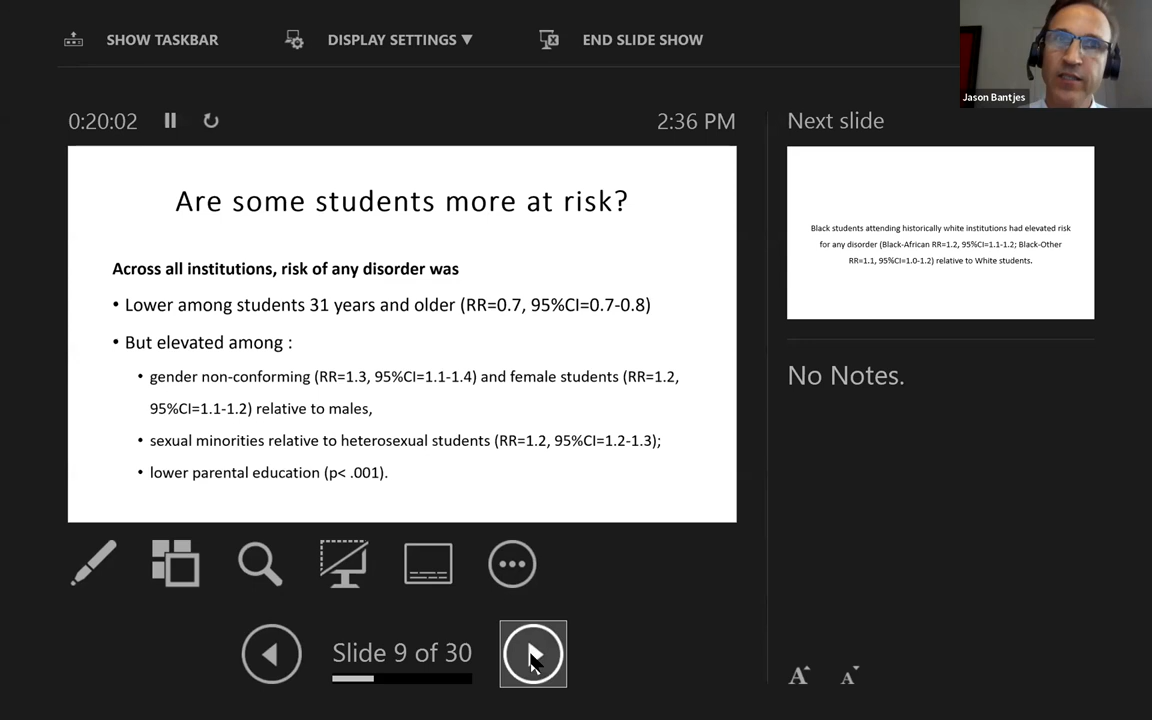 SHOW TASKBAR
DISPLAY SETTINGS ▼
END SLIDE SHOW
Jason Bantjes
0:20:02
2:36 PM
Next slide
Are some students more at risk?
Across all institutions, risk of any disorder was
• Lower among students 31 years and older (RR=0.7, 95%CI=0.7-0.8)
• But elevated among :
• gender non-conforming (RR=1.3, 95%CI=1.1-1.4) and female students (RR=1.2,
95%CI=1.1-1.2) relative to males,
• sexual minorities relative to heterosexual students (RR=1.2, 95%CI=1.2-1.3);
• lower parental education (p< .001).
Black students attending historically white institutions had elevated risk
for any disorder (Black-African RR=1.2, 95%CI=1.1-1.2; Black-Other
RR=1.1, 95%CI=1.0-1.2) relative to White students.
No Notes.
Slide 9 of 30
A A